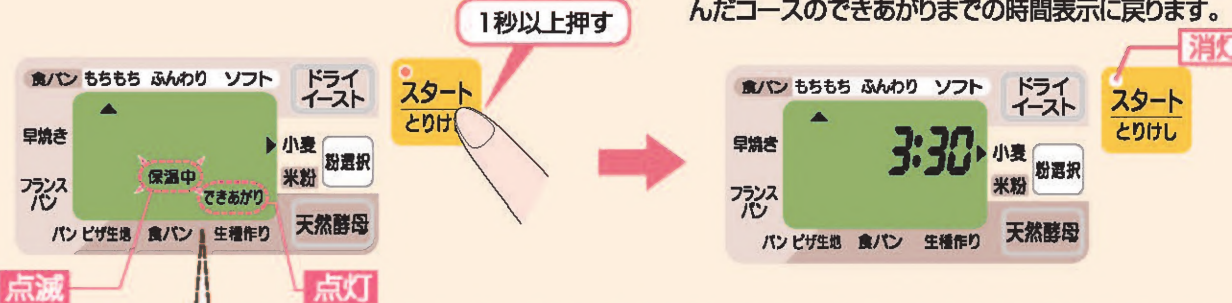 んだコースのできあがりまでの時間表示に戻ります。
1秒以上押す
食パン もちもち ふんわり ソフト
ドライ
イースト
スタート
とりけ
早焼き
小麦
粉選択
米粉
保温中
できあがり
フランス
パン
パン ピザ生地 食パン 生種作り
天然酵母
点滅
点灯
消灯
食パン もちもち ふんわり ソフト
ドライ
イースト
スタート
とりけし
早焼き
3:30
小麦
粉選択
米粉
フランス
パン
パン ピザ生地 食パン 生種作り
天然酵母